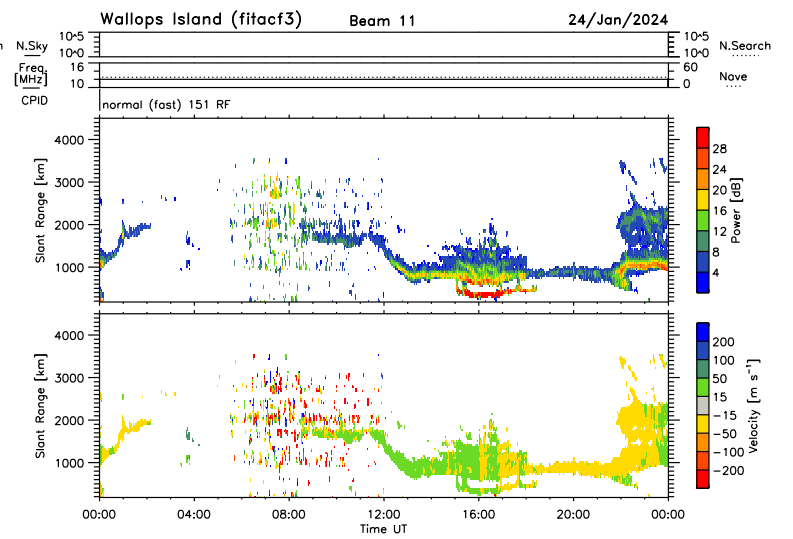 Wallops Island (fitacf3) Beam 11 24/Jan/2024
n N.Sky 10^5 10^0 10^5 10^0 N.Search
Freq. [MHz] 16 10 60 0 Nave
CPID normal (fast) 151 RF
Slant Range [km]
4000
3000
2000
1000
28
24
20
16
12
8
4
Power [dB]
Slant Range [km]
4000
3000
2000
1000
200
100
50
15
-15
-50
-100
-200
Velocity [m s⁻¹]
00:00 04:00 08:00 12:00 16:00 20:00 00:00
Time UT